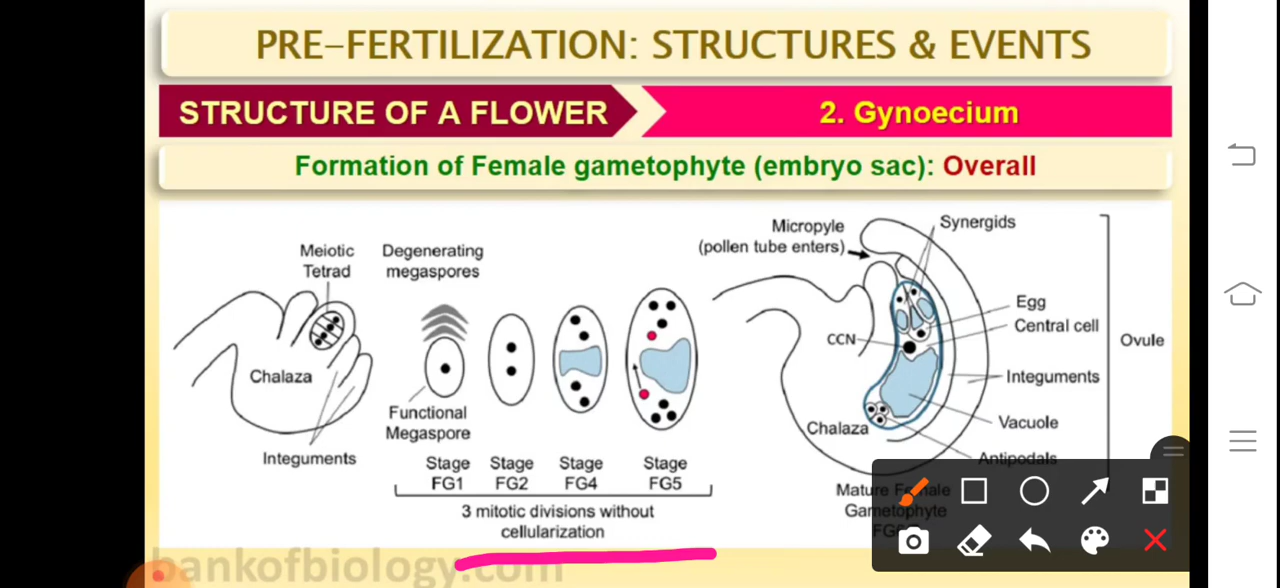 PRE-FERTILIZATION: STRUCTURES & EVENTS
STRUCTURE OF A FLOWER
2. Gynoecium
Formation of Female gametophyte (embryo sac): Overall
Meiotic
Tetrad
Degenerating
megaspores
Micropyle
(pollen tube enters)
Synergids
Egg
Central cell
CCN
Ovule
Chalaza
Integuments
Functional
Megaspore
Vacuole
Chalaza
Integuments
Antipodals
Stage
FG1
Stage
FG2
Stage
FG4
Stage
FG5
3 mitotic divisions without
cellularization
Mature Female
Gametophyte
bankofbiology.com